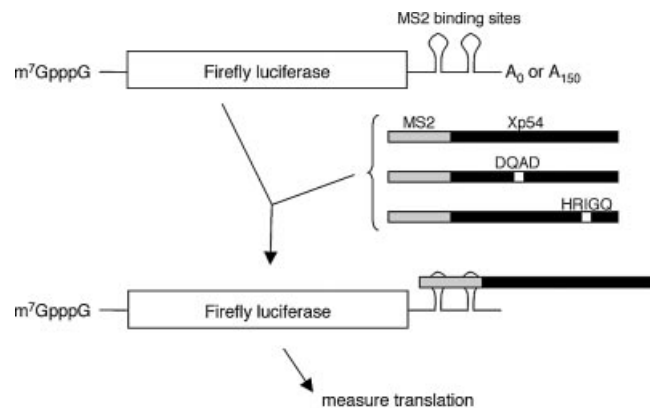 MS2 binding sites
m⁷GpppG
Firefly luciferase
A₀ or A₁₅₀
MS2 Xp54
DQAD
HRIGQ
m⁷GpppG
Firefly luciferase
measure translation